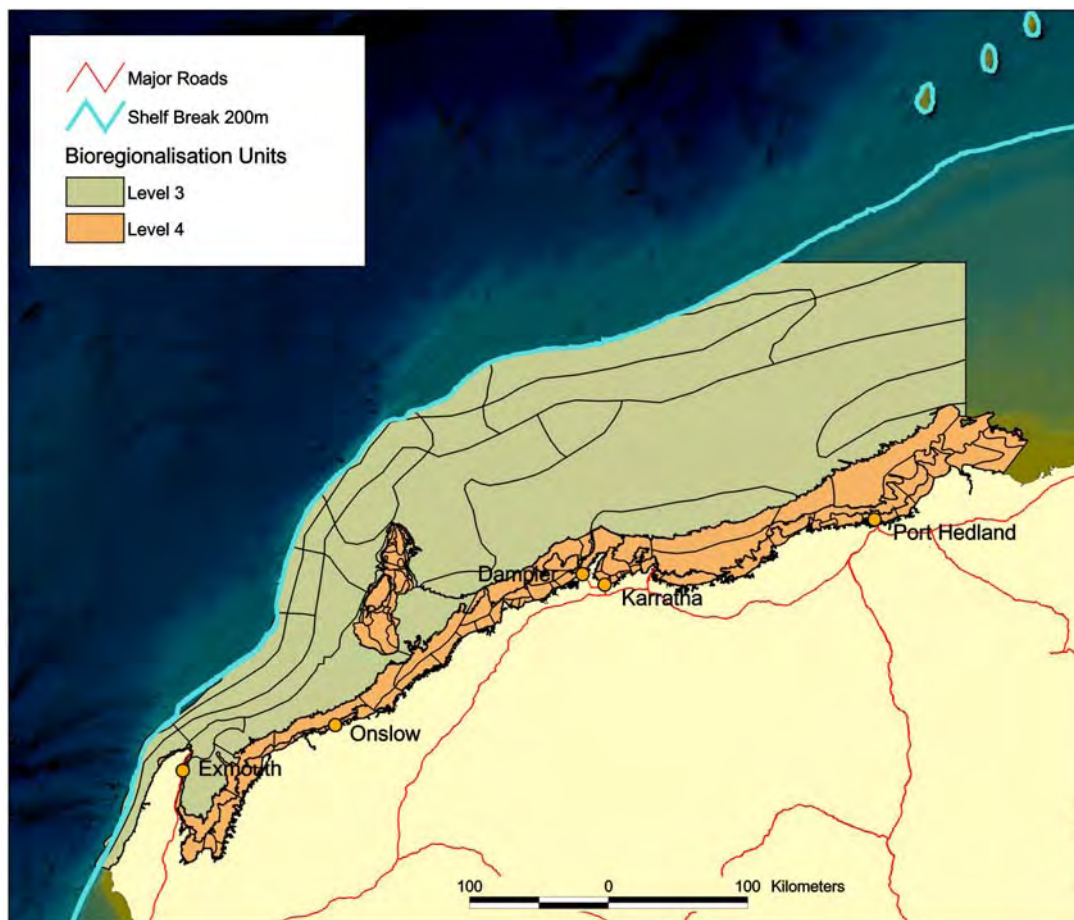 Major Roads
Shelf Break 200m
Bioregionalisation Units
Level 3
Level 4
Port Hedland
Dampier
Karratha
Onslow
Exmouth
100 0 100 Kilometers